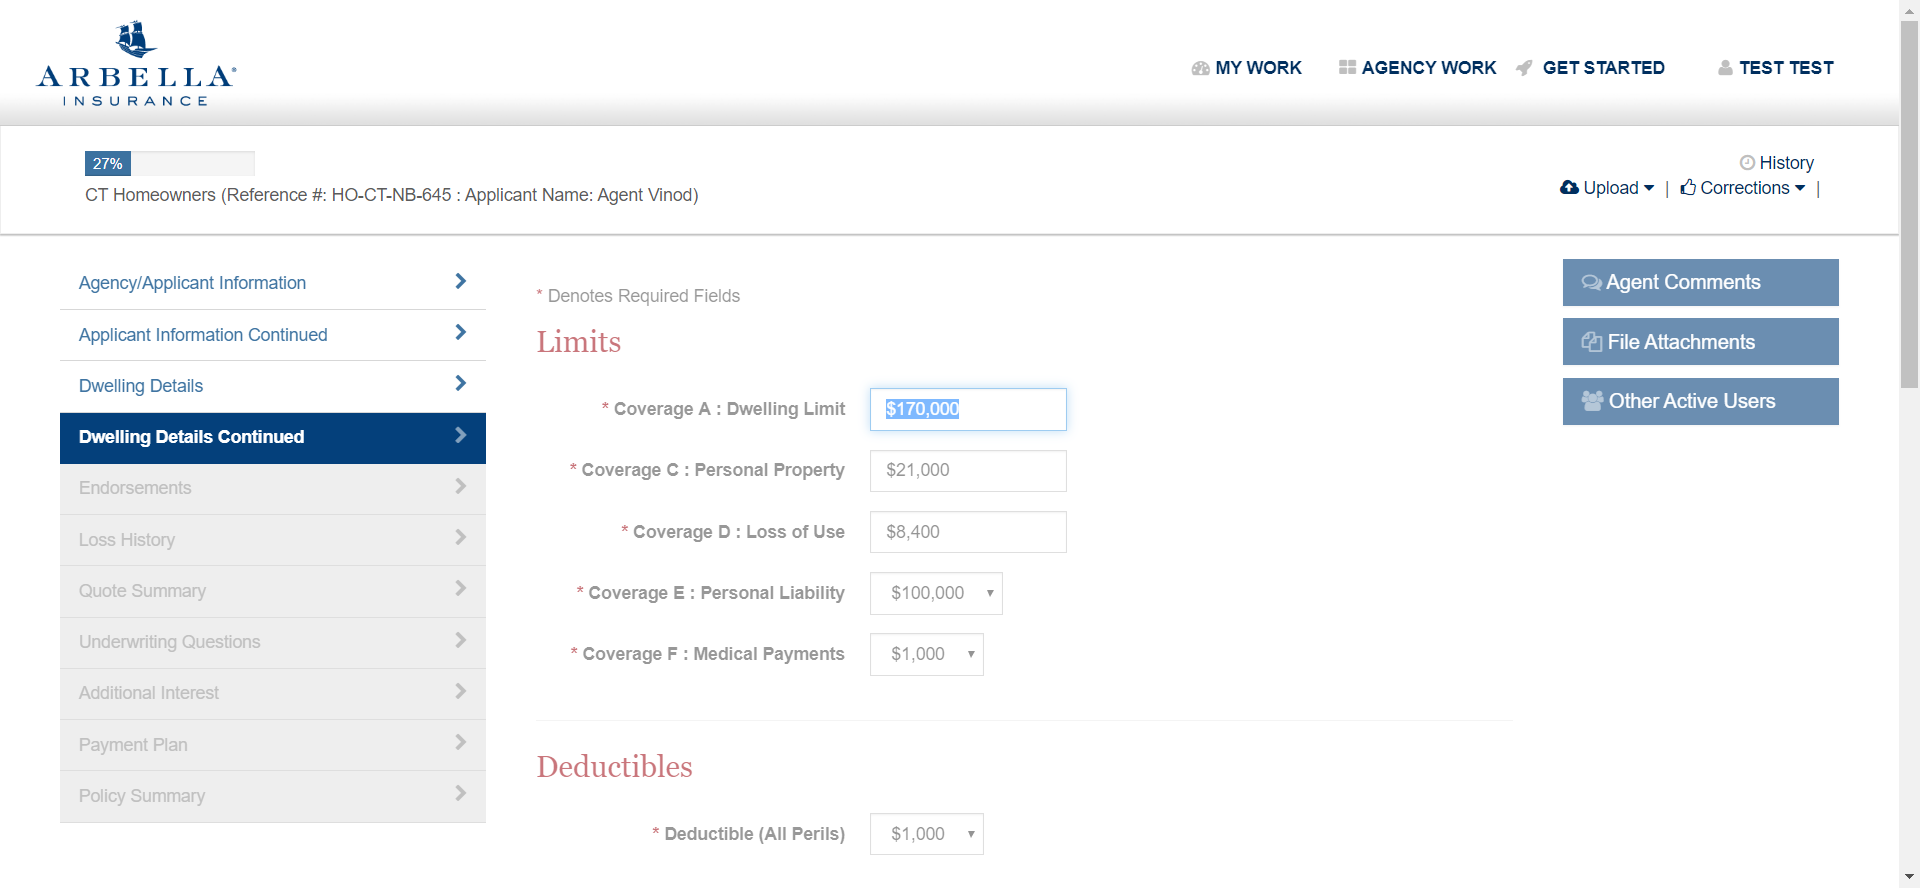 ARBELLA®
INSURANCE
MY WORK
AGENCY WORK
GET STARTED
TEST TEST
27%
CT Homeowners (Reference #: HO-CT-NB-645 : Applicant Name: Agent Vinod)
History
Upload | Corrections |
Agency/Applicant Information
Applicant Information Continued
Dwelling Details
Dwelling Details Continued
Endorsements
Loss History
Quote Summary
Underwriting Questions
Additional Interest
Payment Plan
Policy Summary
* Denotes Required Fields
Limits
* Coverage A : Dwelling Limit $170,000
* Coverage C : Personal Property $21,000
* Coverage D : Loss of Use $8,400
* Coverage E : Personal Liability $100,000
* Coverage F : Medical Payments $1,000
Deductibles
* Deductible (All Perils) $1,000
Agent Comments
File Attachments
Other Active Users